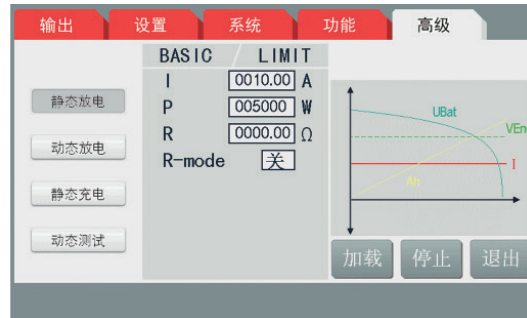 输出 设置 系统 功能 高级
BASIC / LIMIT
静态放电
动态放电
静态充电
动态测试
I 0010.00 A
P 005000 W
R 0000.00 Ω
R-mode 关
UBat
VEn
I
Ah
加载 停止 退出